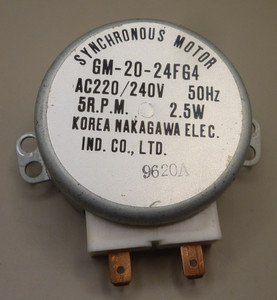 SYNCHRONOUS MOTOR
GM-20-24FG4
AC220/240V 50Hz
5R.P.M. 2.5W
KOREA NAKAGAWA ELEC.
IND. CO., LTD.
9620A